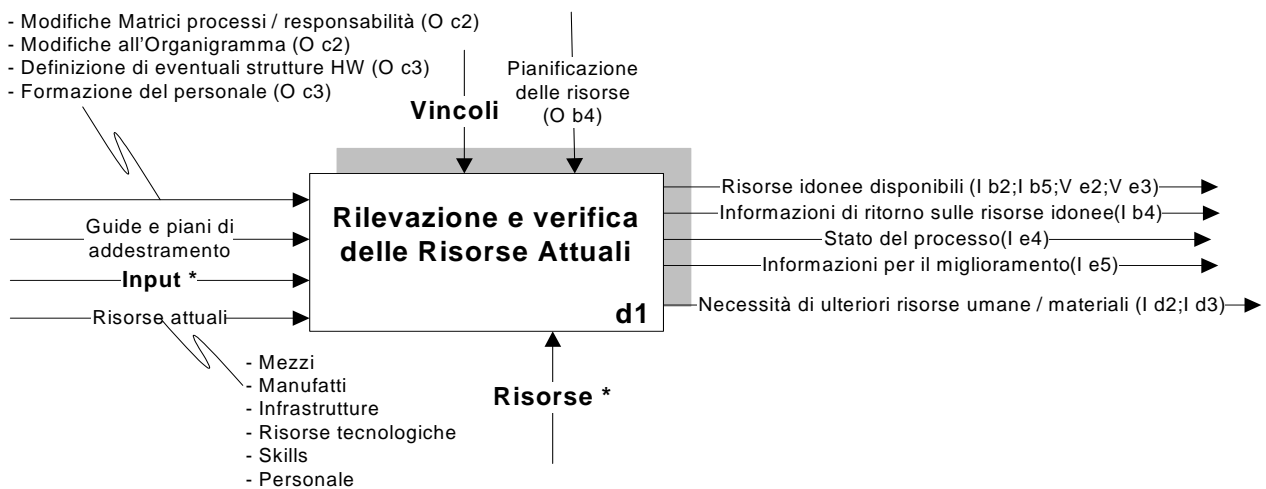 - Modifiche Matrici processi / responsabilità (O c2)
- Modifiche all'Organigramma (O c2)
- Definizione di eventuali strutture HW (O c3)
- Formazione del personale (O c3)
Vincoli
Pianificazione
delle risorse
(O b4)
Guide e piani di
addestramento
Input *
Risorse attuali
Rilevazione e verifica
delle Risorse Attuali
d1
Risorse idonee disponibili (I b2;I b5;V e2;V e3)
Informazioni di ritorno sulle risorse idonee(I b4)
Stato del processo(I e4)
Informazioni per il miglioramento(I e5)
Necessità di ulteriori risorse umane / materiali (I d2;I d3)
- Mezzi
- Manufatti
- Infrastrutture
- Risorse tecnologiche
- Skills
- Personale
Risorse *